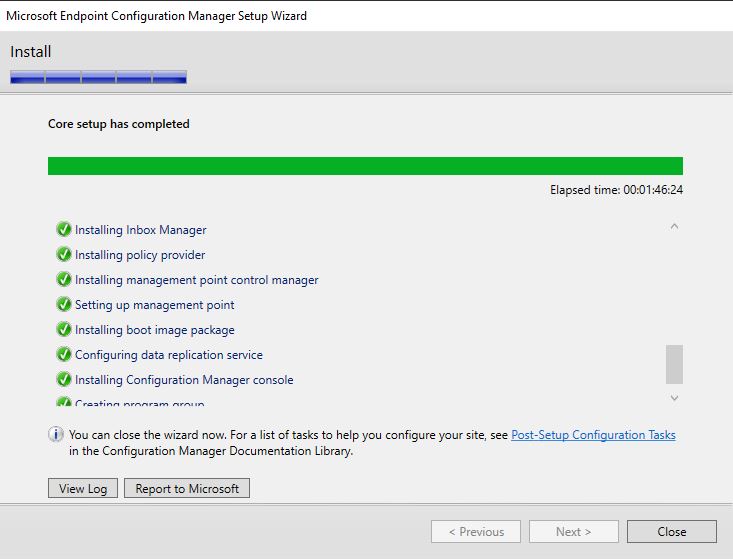 Microsoft Endpoint Configuration Manager Setup Wizard
Install
Core setup has completed
Elapsed time: 00:01:46:24
Installing Inbox Manager
Installing policy provider
Installing management point control manager
Setting up management point
Installing boot image package
Configuring data replication service
Installing Configuration Manager console
Creating program group
You can close the wizard now. For a list of tasks to help you configure your site, see Post-Setup Configuration Tasks
in the Configuration Manager Documentation Library.
View Log Report to Microsoft
< Previous Next > Close